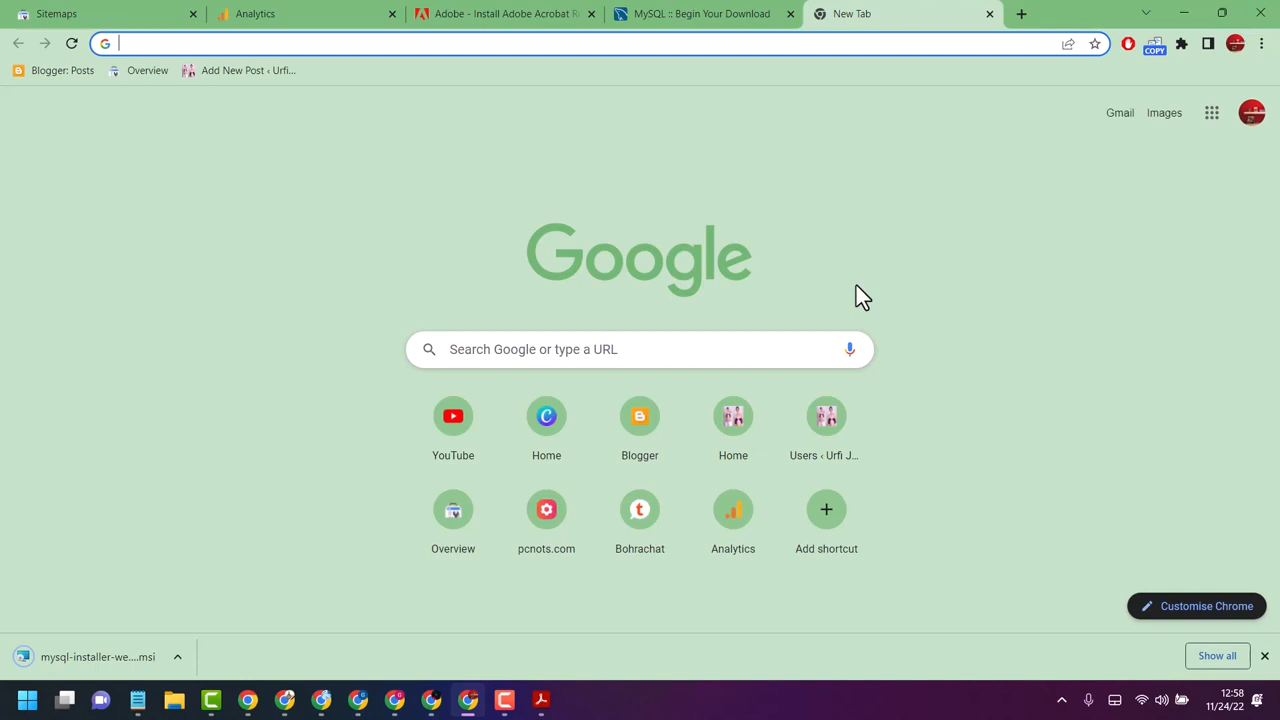 Sitemaps
Analytics
Adobe - Install Adobe Acrobat R
MySQL :: Begin Your Download
New Tab
COPY
Blogger: Posts
Overview
Add New Post ‹ Urfi...
Gmail
Images
Google
Search Google or type a URL
YouTube
Home
Blogger
Home
Users ‹ Urfi J...
Overview
pcnots.com
Bohrachat
Analytics
Add shortcut
Customise Chrome
mysql-installer-we....msi
Show all
12:58
11/24/22